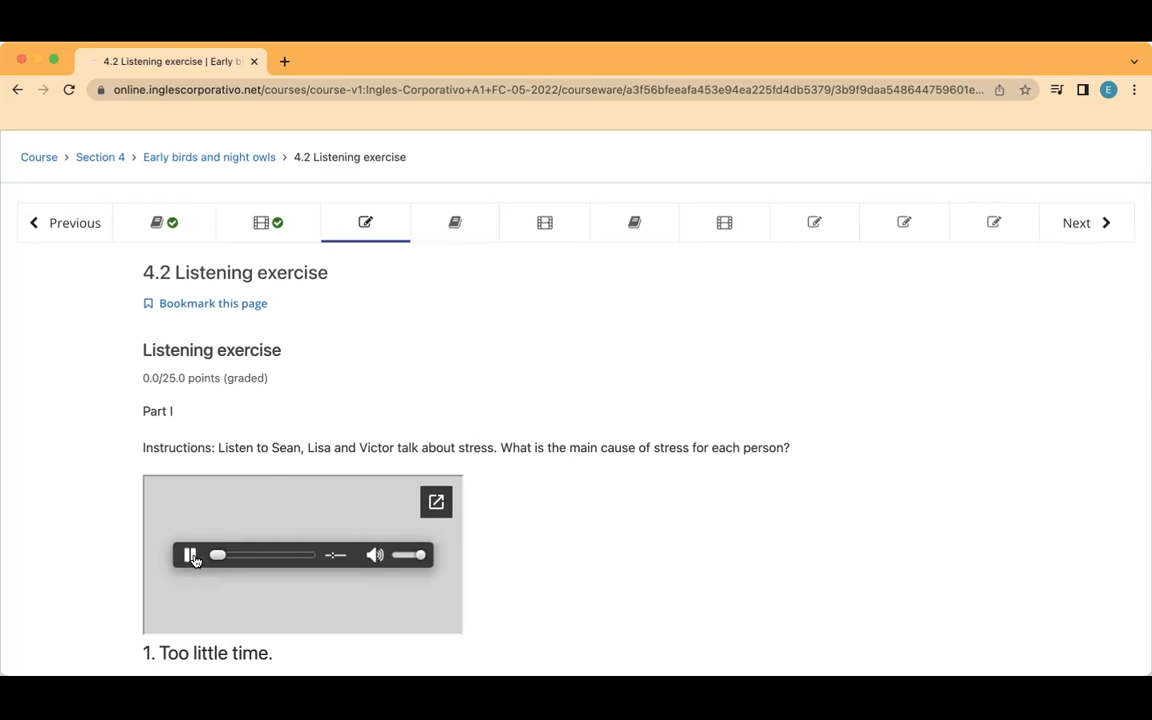 4.2 Listening exercise | Early b
online.inglescorporativo.net/courses/course-v1:Ingles-Corporativo+A1+FC-05-2022/courseware/a3f56bfeeafa453e94ea225fd4db5379/3b9f9daa548644759601e...
E
Course > Section 4 > Early birds and night owls > 4.2 Listening exercise
Previous
Next
4.2 Listening exercise
Bookmark this page
Listening exercise
0.0/25.0 points (graded)
Part I
Instructions: Listen to Sean, Lisa and Victor talk about stress. What is the main cause of stress for each person?
-:--
1. Too little time.